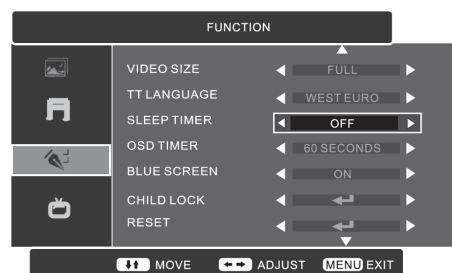 FUNCTION
VIDEO SIZE FULL
TT LANGUAGE WEST EURO
SLEEP TIMER OFF
OSD TIMER 60 SECONDS
BLUE SCREEN ON
CHILD LOCK
RESET
MOVE ADJUST MENU EXIT